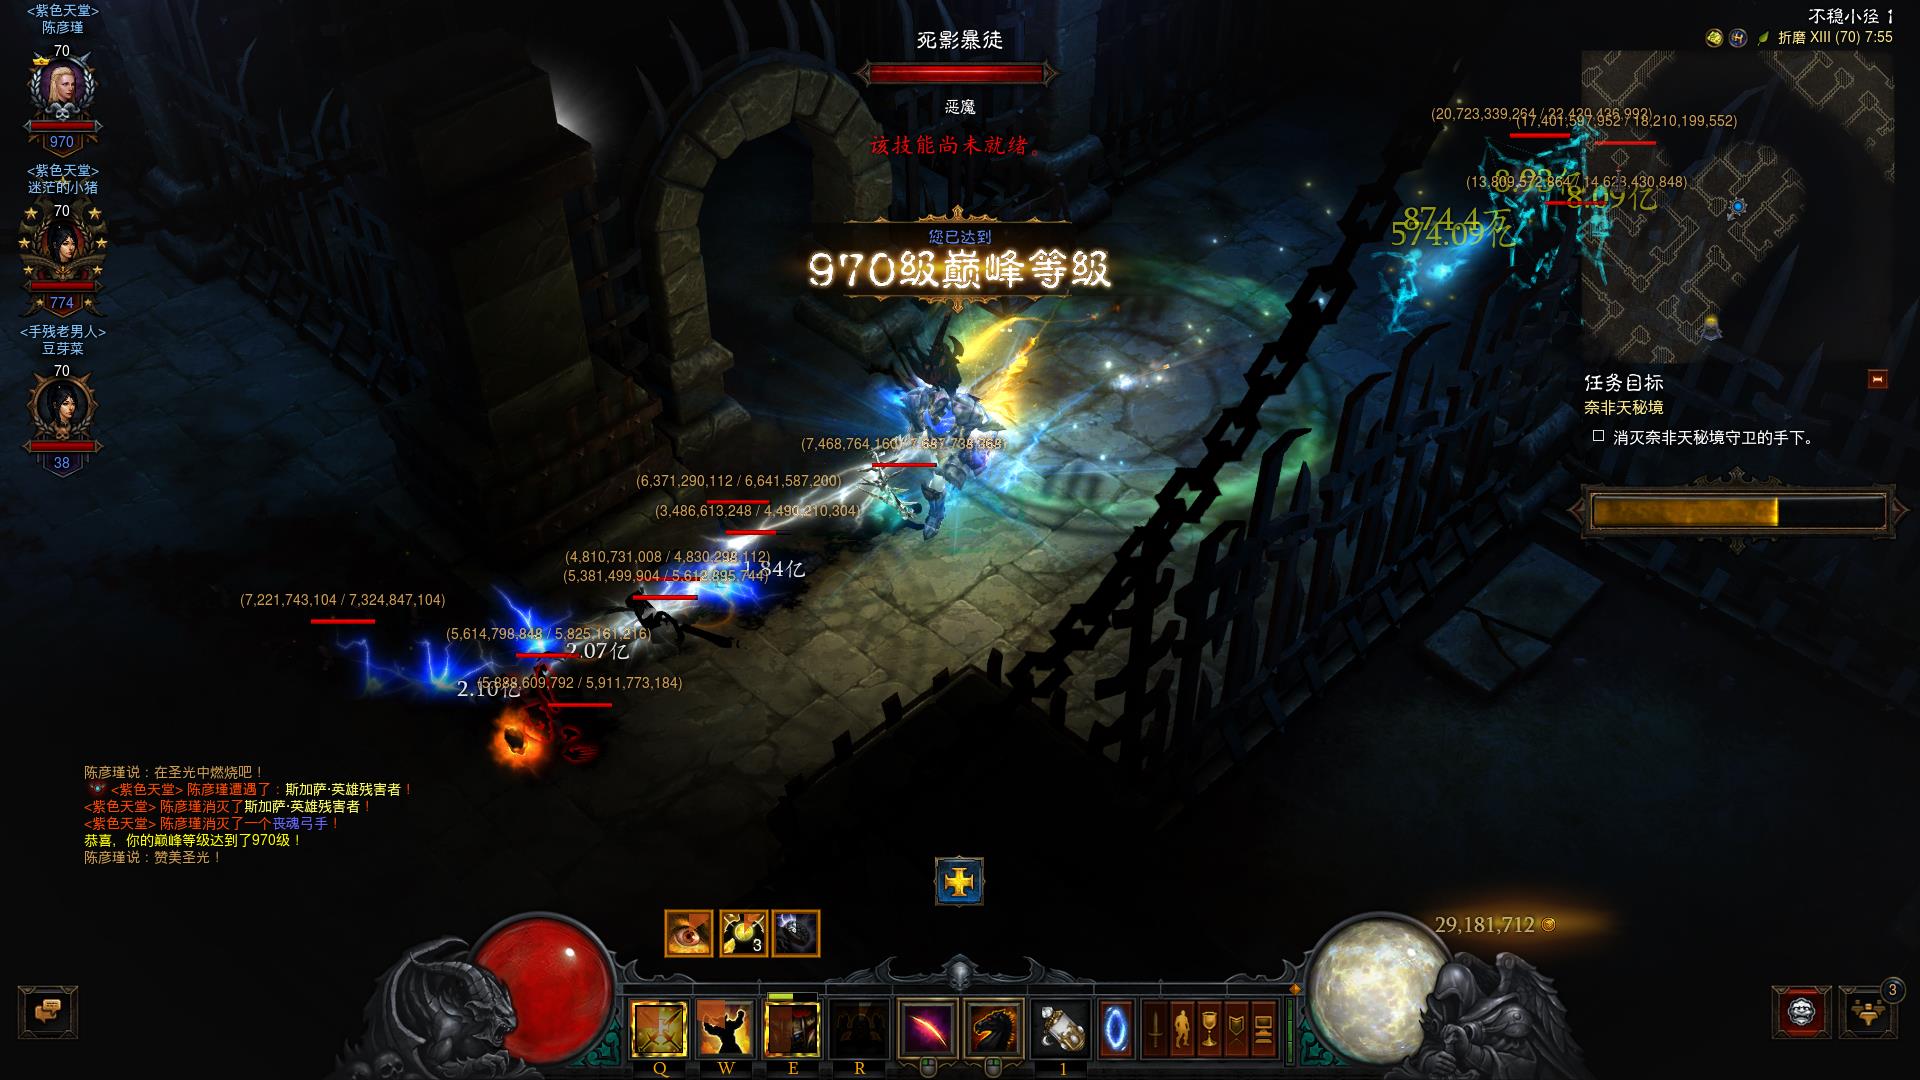 <紫色天堂>
陈彦瑾
70
970
<紫色天堂>
迷茫的小猪
70
774
<手残老男人>
豆芽菜
70
38
死影暴徒
恶魔
该技能尚未就绪。
您已达到
970级巅峰等级
不稳小径 1
折磨 XIII (70) 7:55
(20,723,339,264 / 22,420,436,992)
(17,401,597,952 / 18,210,199,552)
(13,809,572,864 / 14,623,430,848)
8.09亿
874.4万
574.09亿
任务目标
奈非天秘境
消灭奈非天秘境守卫的手下。
(7,468,764,160 / 7,687,738,368)
(6,371,290,112 / 6,641,587,200)
(3,486,613,248 / 4,490,210,304)
(4,810,731,008 / 4,830,298,112)
1.84亿
(5,381,499,904 / 5,612,895,744)
(7,221,743,104 / 7,324,847,104)
(5,614,798,848 / 5,825,161,216)
2.07亿
(5,888,609,792 / 5,911,773,184)
2.10亿
陈彦瑾说：在圣光中燃烧吧！
<紫色天堂> 陈彦瑾遭遇了：斯加萨·英雄残害者！
<紫色天堂> 陈彦瑾消灭了斯加萨·英雄残害者！
<紫色天堂> 陈彦瑾消灭了一个丧魂弓手！
恭喜，你的巅峰等级达到了970级！
陈彦瑾说：赞美圣光！
3
29,181,712
3
Q
W
E
R
1